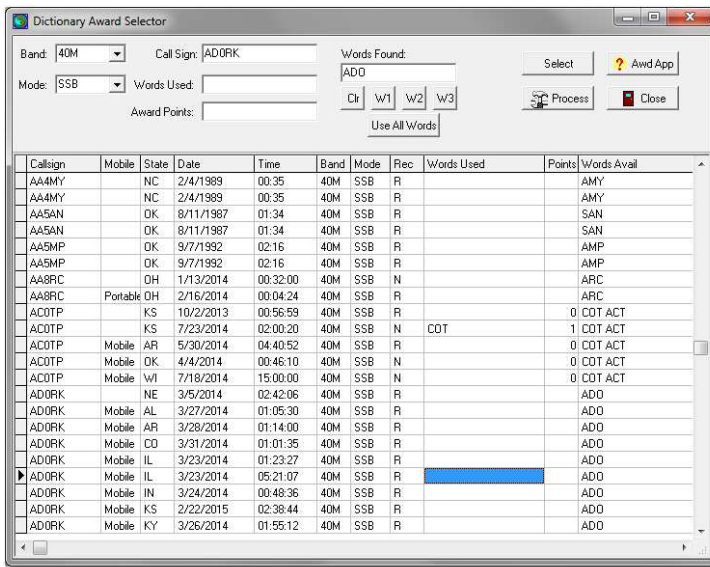 Dictionary Award Selector
Band: 40M Call Sign: AD0RK Words Found: Select ? Awd App
ADO
Mode: SSB Words Used: Clr W1 W2 W3 Process Close
Award Points: Use All Words
Callsign Mobile State Date Time Band Mode Rec Words Used Points Words Avail
AA4MY NC 2/4/1989 00:35 40M SSB R AMY
AA4MY NC 2/4/1989 00:35 40M SSB R AMY
AA5AN OK 8/11/1987 01:34 40M SSB R SAN
AA5AN OK 8/11/1987 01:34 40M SSB R SAN
AA5MP OK 9/7/1992 02:16 40M SSB R AMP
AA5MP OK 9/7/1992 02:16 40M SSB R AMP
AA8RC OH 1/13/2014 00:32:00 40M SSB N ARC
AA8RC Portable OH 2/16/2014 00:04:24 40M SSB R ARC
AC0TP KS 10/2/2013 00:56:59 40M SSB R 0 COT ACT
AC0TP KS 7/23/2014 02:00:20 40M SSB N COT 1 COT ACT
AC0TP Mobile AR 5/30/2014 04:40:52 40M SSB R 0 COT ACT
AC0TP Mobile OK 4/4/2014 00:46:10 40M SSB N 0 COT ACT
AC0TP Mobile WI 7/18/2014 15:00:00 40M SSB N 0 COT ACT
AD0RK NE 3/5/2014 02:42:06 40M SSB R ADO
AD0RK Mobile AL 3/27/2014 01:05:30 40M SSB R ADO
AD0RK Mobile AR 3/28/2014 01:14:00 40M SSB R ADO
AD0RK Mobile CO 3/31/2014 01:01:35 40M SSB R ADO
AD0RK Mobile IL 3/23/2014 01:23:27 40M SSB R ADO
AD0RK Mobile IL 3/23/2014 05:21:07 40M SSB R ADO
AD0RK Mobile IN 3/24/2014 00:48:36 40M SSB R ADO
AD0RK Mobile KS 2/22/2015 02:38:44 40M SSB R ADO
AD0RK Mobile KY 3/26/2014 01:55:12 40M SSB R ADO